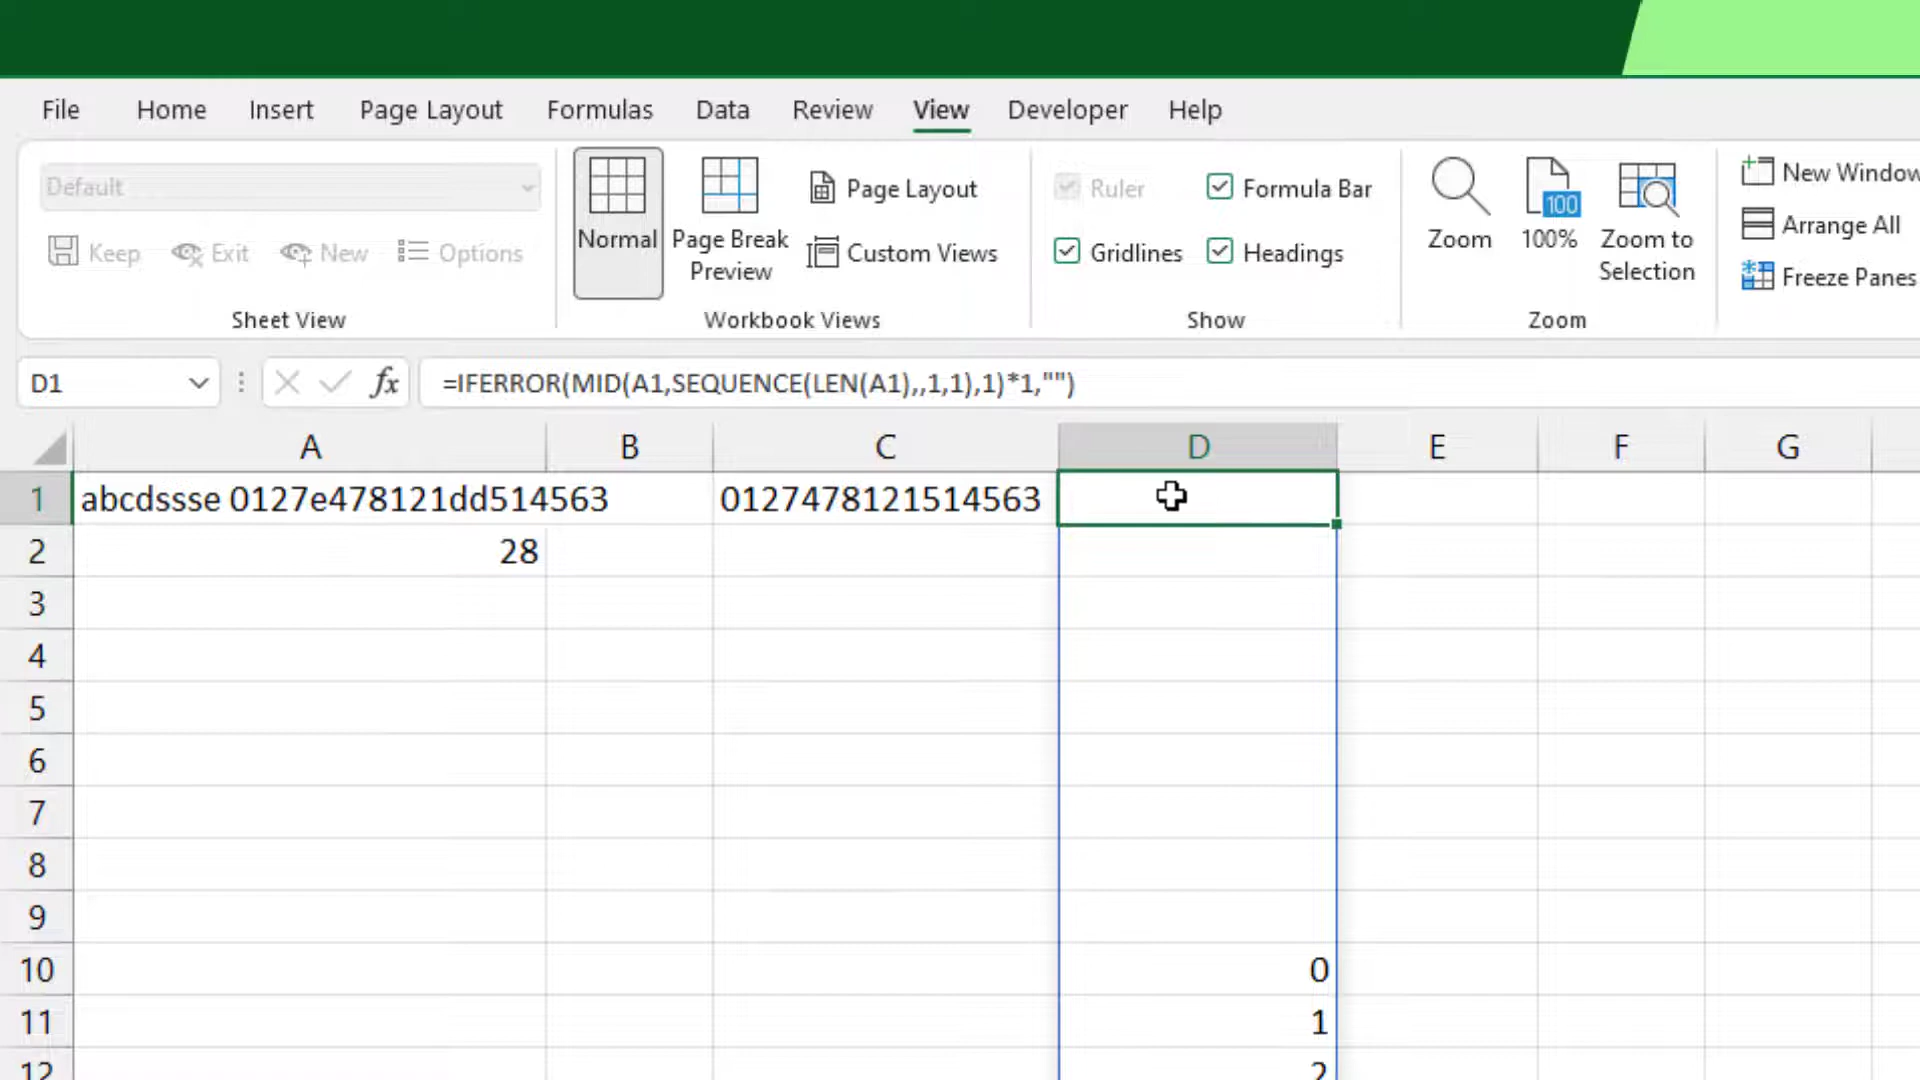 File Home Insert Page Layout Formulas Data Review View Developer Help
Default
Keep Exit New Options
Sheet View
Normal
Page Break
Preview
Page Layout
Custom Views
Workbook Views
Ruler Formula Bar
Gridlines Headings
Show
Zoom
100
100%
Zoom to
Selection
Zoom
New Window
Arrange All
Freeze Panes
D1 fx =IFERROR(MID(A1,SEQUENCE(LEN(A1),,1,1),1)*1,"")
A B C D E F G
1 abcdssse 0127e478121dd514563 0127478121514563
2 28
3
4
5
6
7
8
9
10 0
11 1
12 2